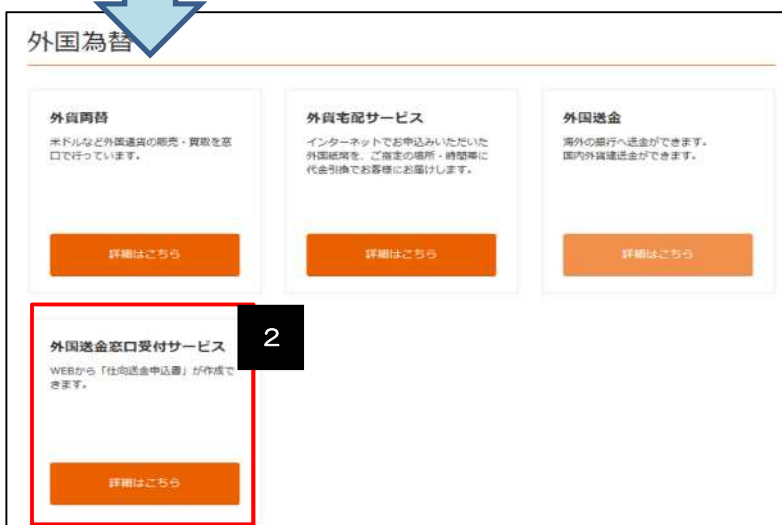 外国為替
外貨両替
米ドルなど外国通貨の販売・買取を窓
口で行っています。
詳細はこちら
外貨宅配サービス
インターネットでお申込みいただいた
外国紙幣を、ご指定の場所・時間帯に
代金引換でお客様にお届けします。
詳細はこちら
外国送金
海外の銀行へ送金ができます。
国内外貨建送金ができます。
詳細はこちら
外国送金窓口受付サービス
WEBから「仕向送金申込書」が作成で
きます。
詳細はこちら
2